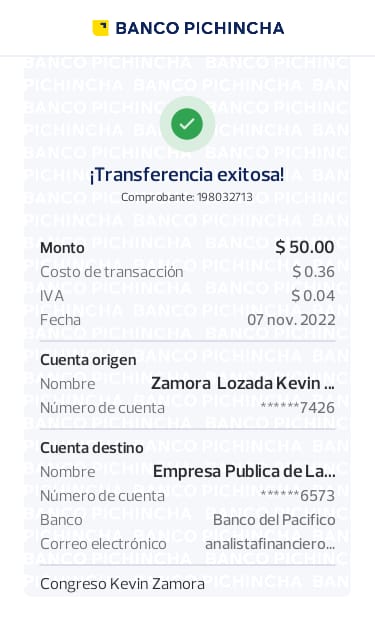 BANCO PICHINCHA
¡Transferencia exitosa!
Comprobante: 198032713
Monto $ 50.00
Costo de transacción $ 0.36
IVA $ 0.04
Fecha 07 nov. 2022
Cuenta origen
Nombre Zamora Lozada Kevin ...
Número de cuenta ******7426
Cuenta destino
Nombre Empresa Publica de La...
Número de cuenta ******6573
Banco Banco del Pacifico
Correo electrónico analistafinanciero...
Congreso Kevin Zamora